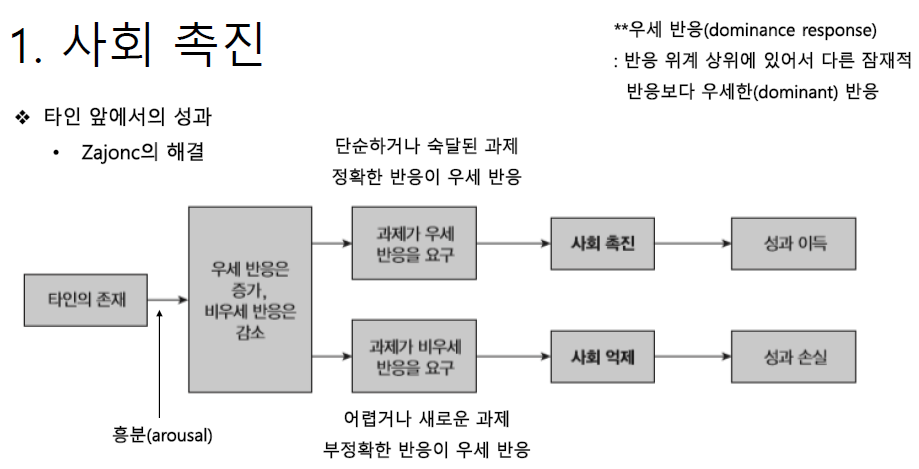 1. 사회 촉진
**우세 반응(dominance response)
: 반응 위계 상위에 있어서 다른 잠재적
반응보다 우세한(dominant) 반응
❖ 타인 앞에서의 성과
• Zajonc의 해결
단순하거나 숙달된 과제
정확한 반응이 우세 반응
타인의 존재
우세 반응은
증가,
비우세 반응은
감소
과제가 우세
반응을 요구
사회 촉진
성과 이득
과제가 비우세
반응을 요구
사회 억제
성과 손실
흥분(arousal)
어렵거나 새로운 과제
부정확한 반응이 우세 반응